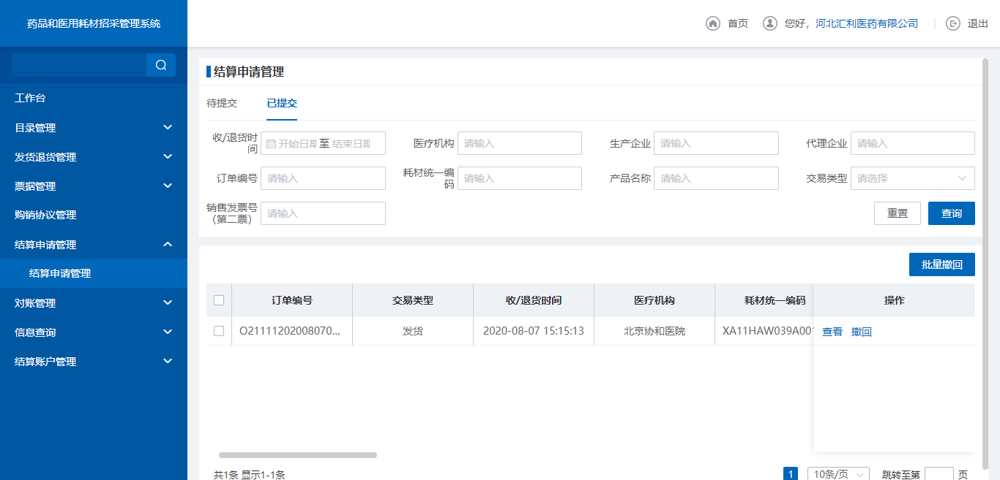 药品和医用耗材招采管理系统
首页 您好，河北汇利医药有限公司 退出
工作台
目录管理
发货退货管理
票据管理
购销协议管理
结算申请管理
结算申请管理
对账管理
信息查询
结算账户管理
结算申请管理
待提交 已提交
收/退货时间 开始日期 至 结束日期 医疗机构 请输入 生产企业 请输入 代理企业 请输入
订单编号 请输入 耗材统一编码 请输入 产品名称 请输入 交易类型 请选择
销售发票号（第二票） 请输入 重置 查询
批量撤回
订单编号 交易类型 收/退货时间 医疗机构 耗材统一编码 操作
O21111202008070... 发货 2020-08-07 15:15:13 北京协和医院 XA11HAW039A001 查看 撤回
共1条 显示1-1条 1 10条/页 跳转至第 页